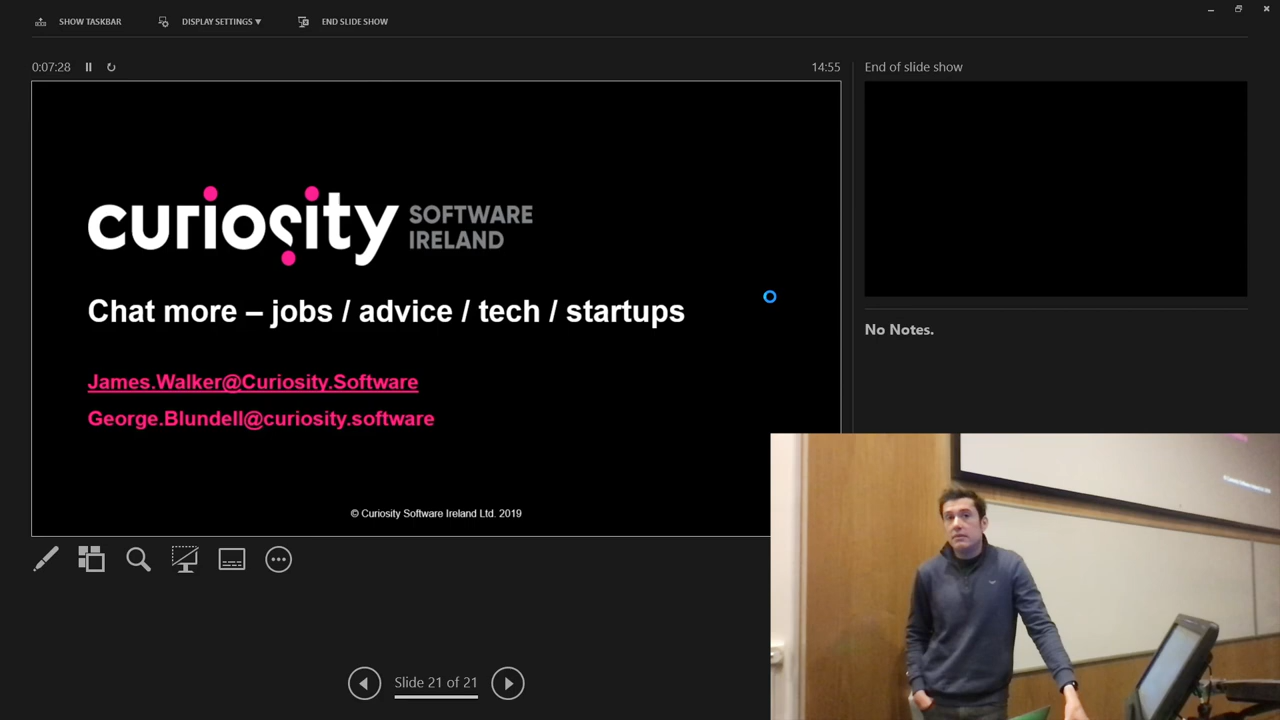 SHOW TASKBAR
DISPLAY SETTINGS ▼
END SLIDE SHOW
0:07:28
14:55
End of slide show
curiosity SOFTWARE IRELAND
Chat more – jobs / advice / tech / startups
James.Walker@Curiosity.Software
George.Blundell@curiosity.software
© Curiosity Software Ireland Ltd. 2019
No Notes.
Slide 21 of 21